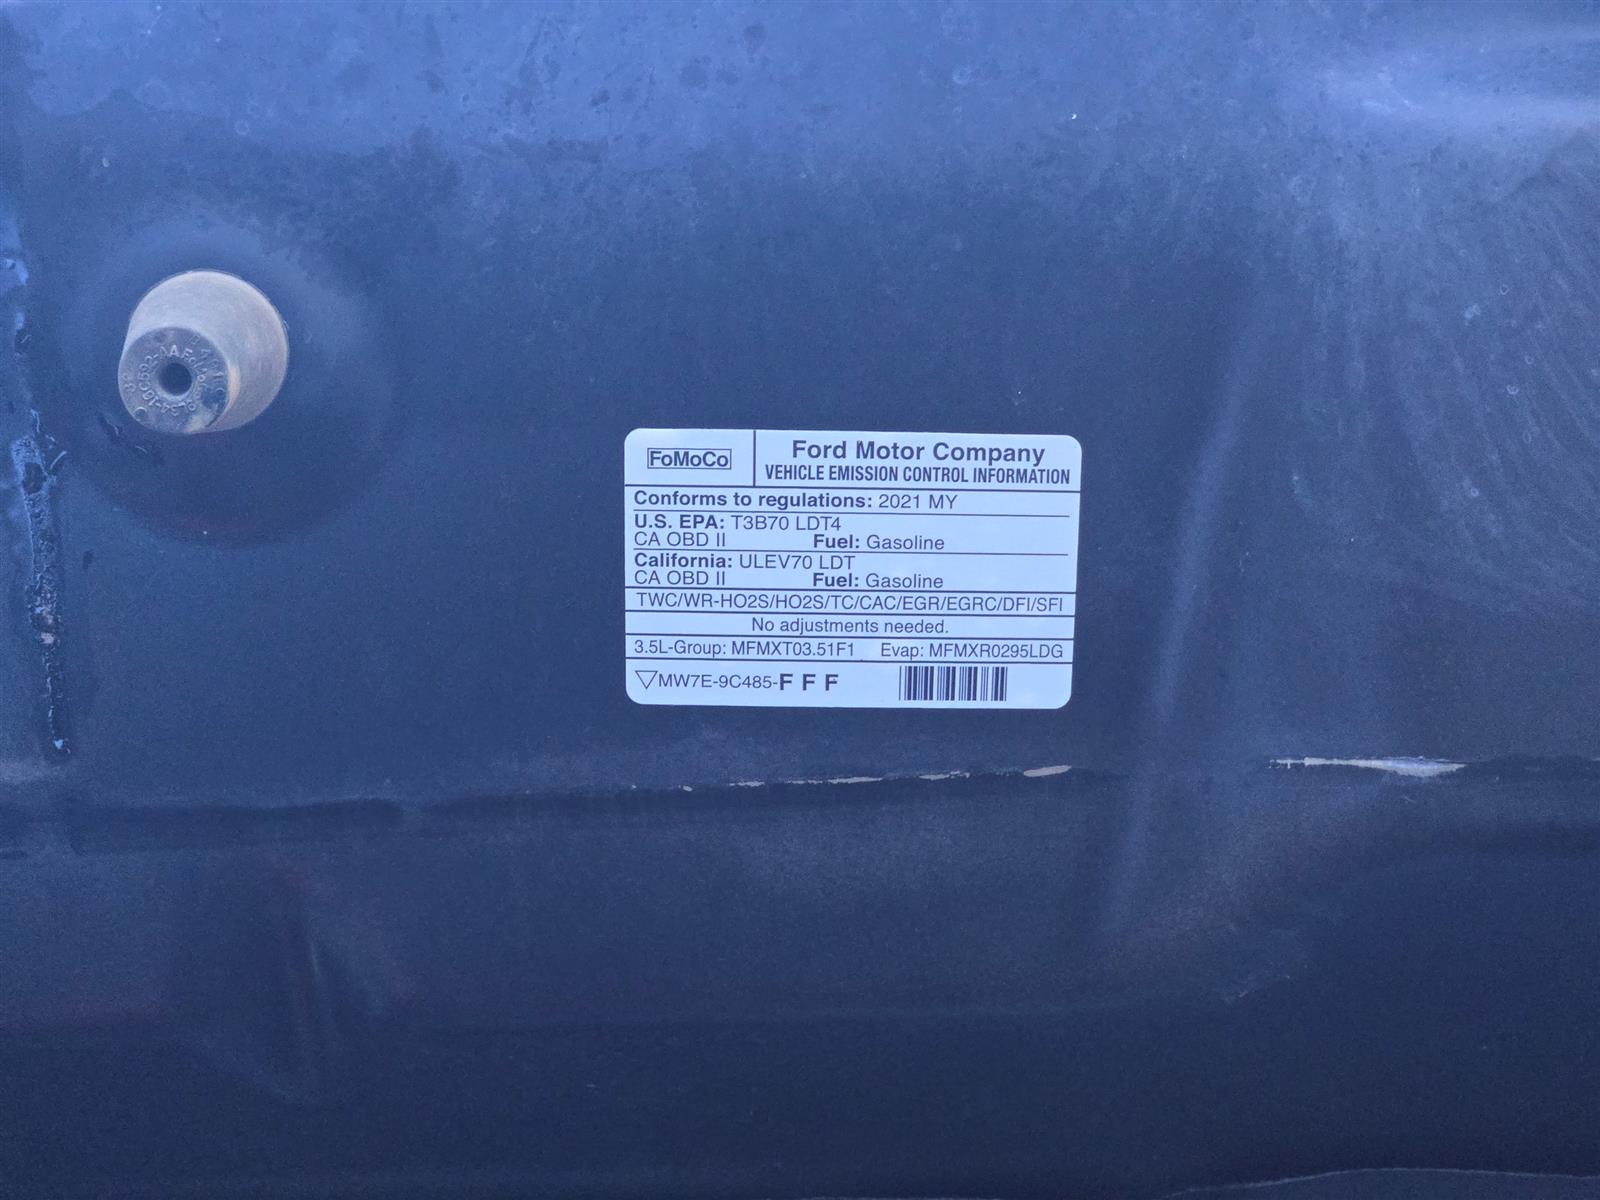 FoMoCo
Ford Motor Company
VEHICLE EMISSION CONTROL INFORMATION
Conforms to regulations: 2021 MY
U.S. EPA: T3B70 LDT4
CA OBD II Fuel: Gasoline
California: ULEV70 LDT
CA OBD II Fuel: Gasoline
TWC/WR-HO2S/HO2S/TC/CAC/EGR/EGRC/DFI/SFI
No adjustments needed.
3.5L-Group: MFMXT03.51F1 Evap: MFMXR0295LDG
MW7E-9C485-F F F